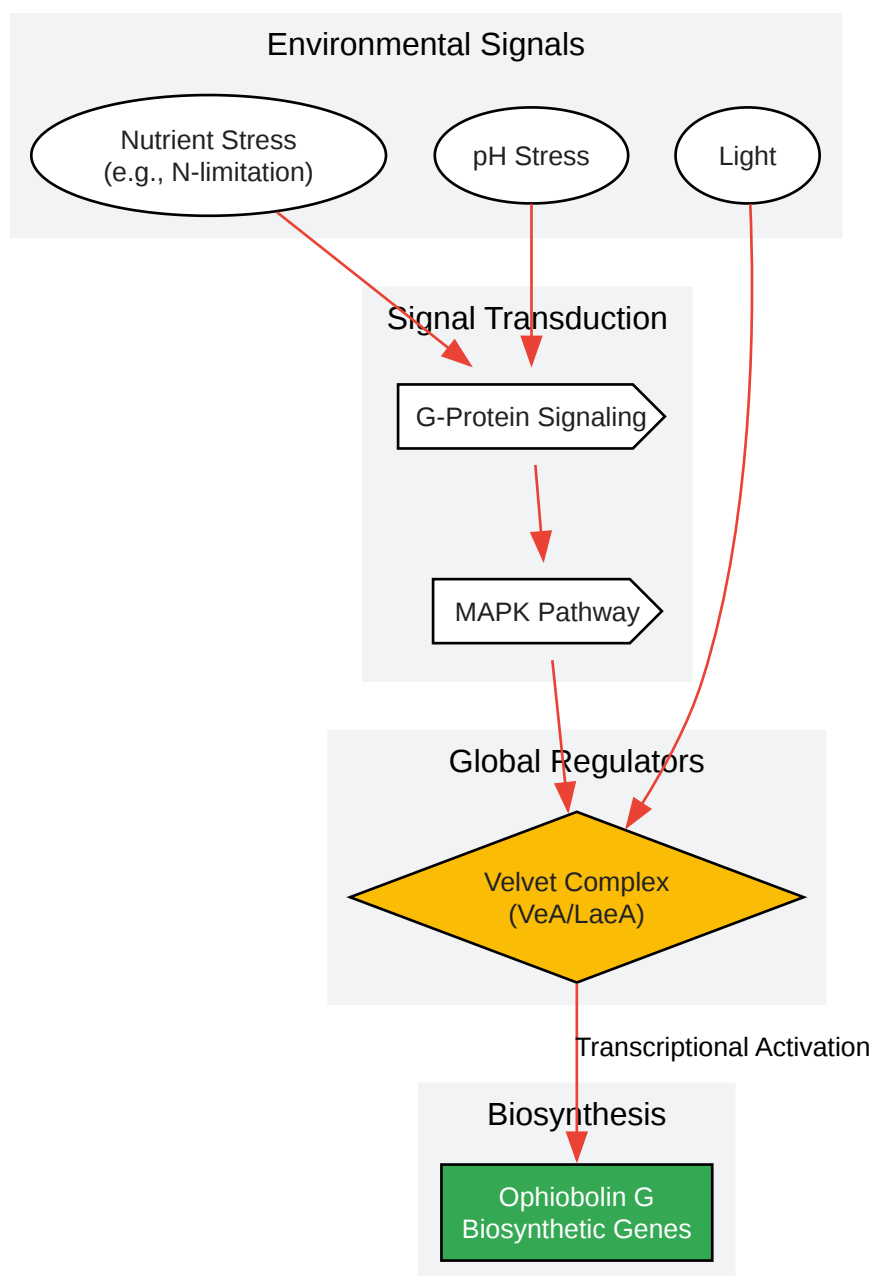 Environmental Signals
Nutrient Stress
(e.g., N-limitation)
pH Stress
Light
Signal Transduction
G-Protein Signaling
MAPK Pathway
Global Regulators
Velvet Complex
(VeA/LaeA)
Transcriptional Activation
Biosynthesis
Ophiobolin G
Biosynthetic Genes